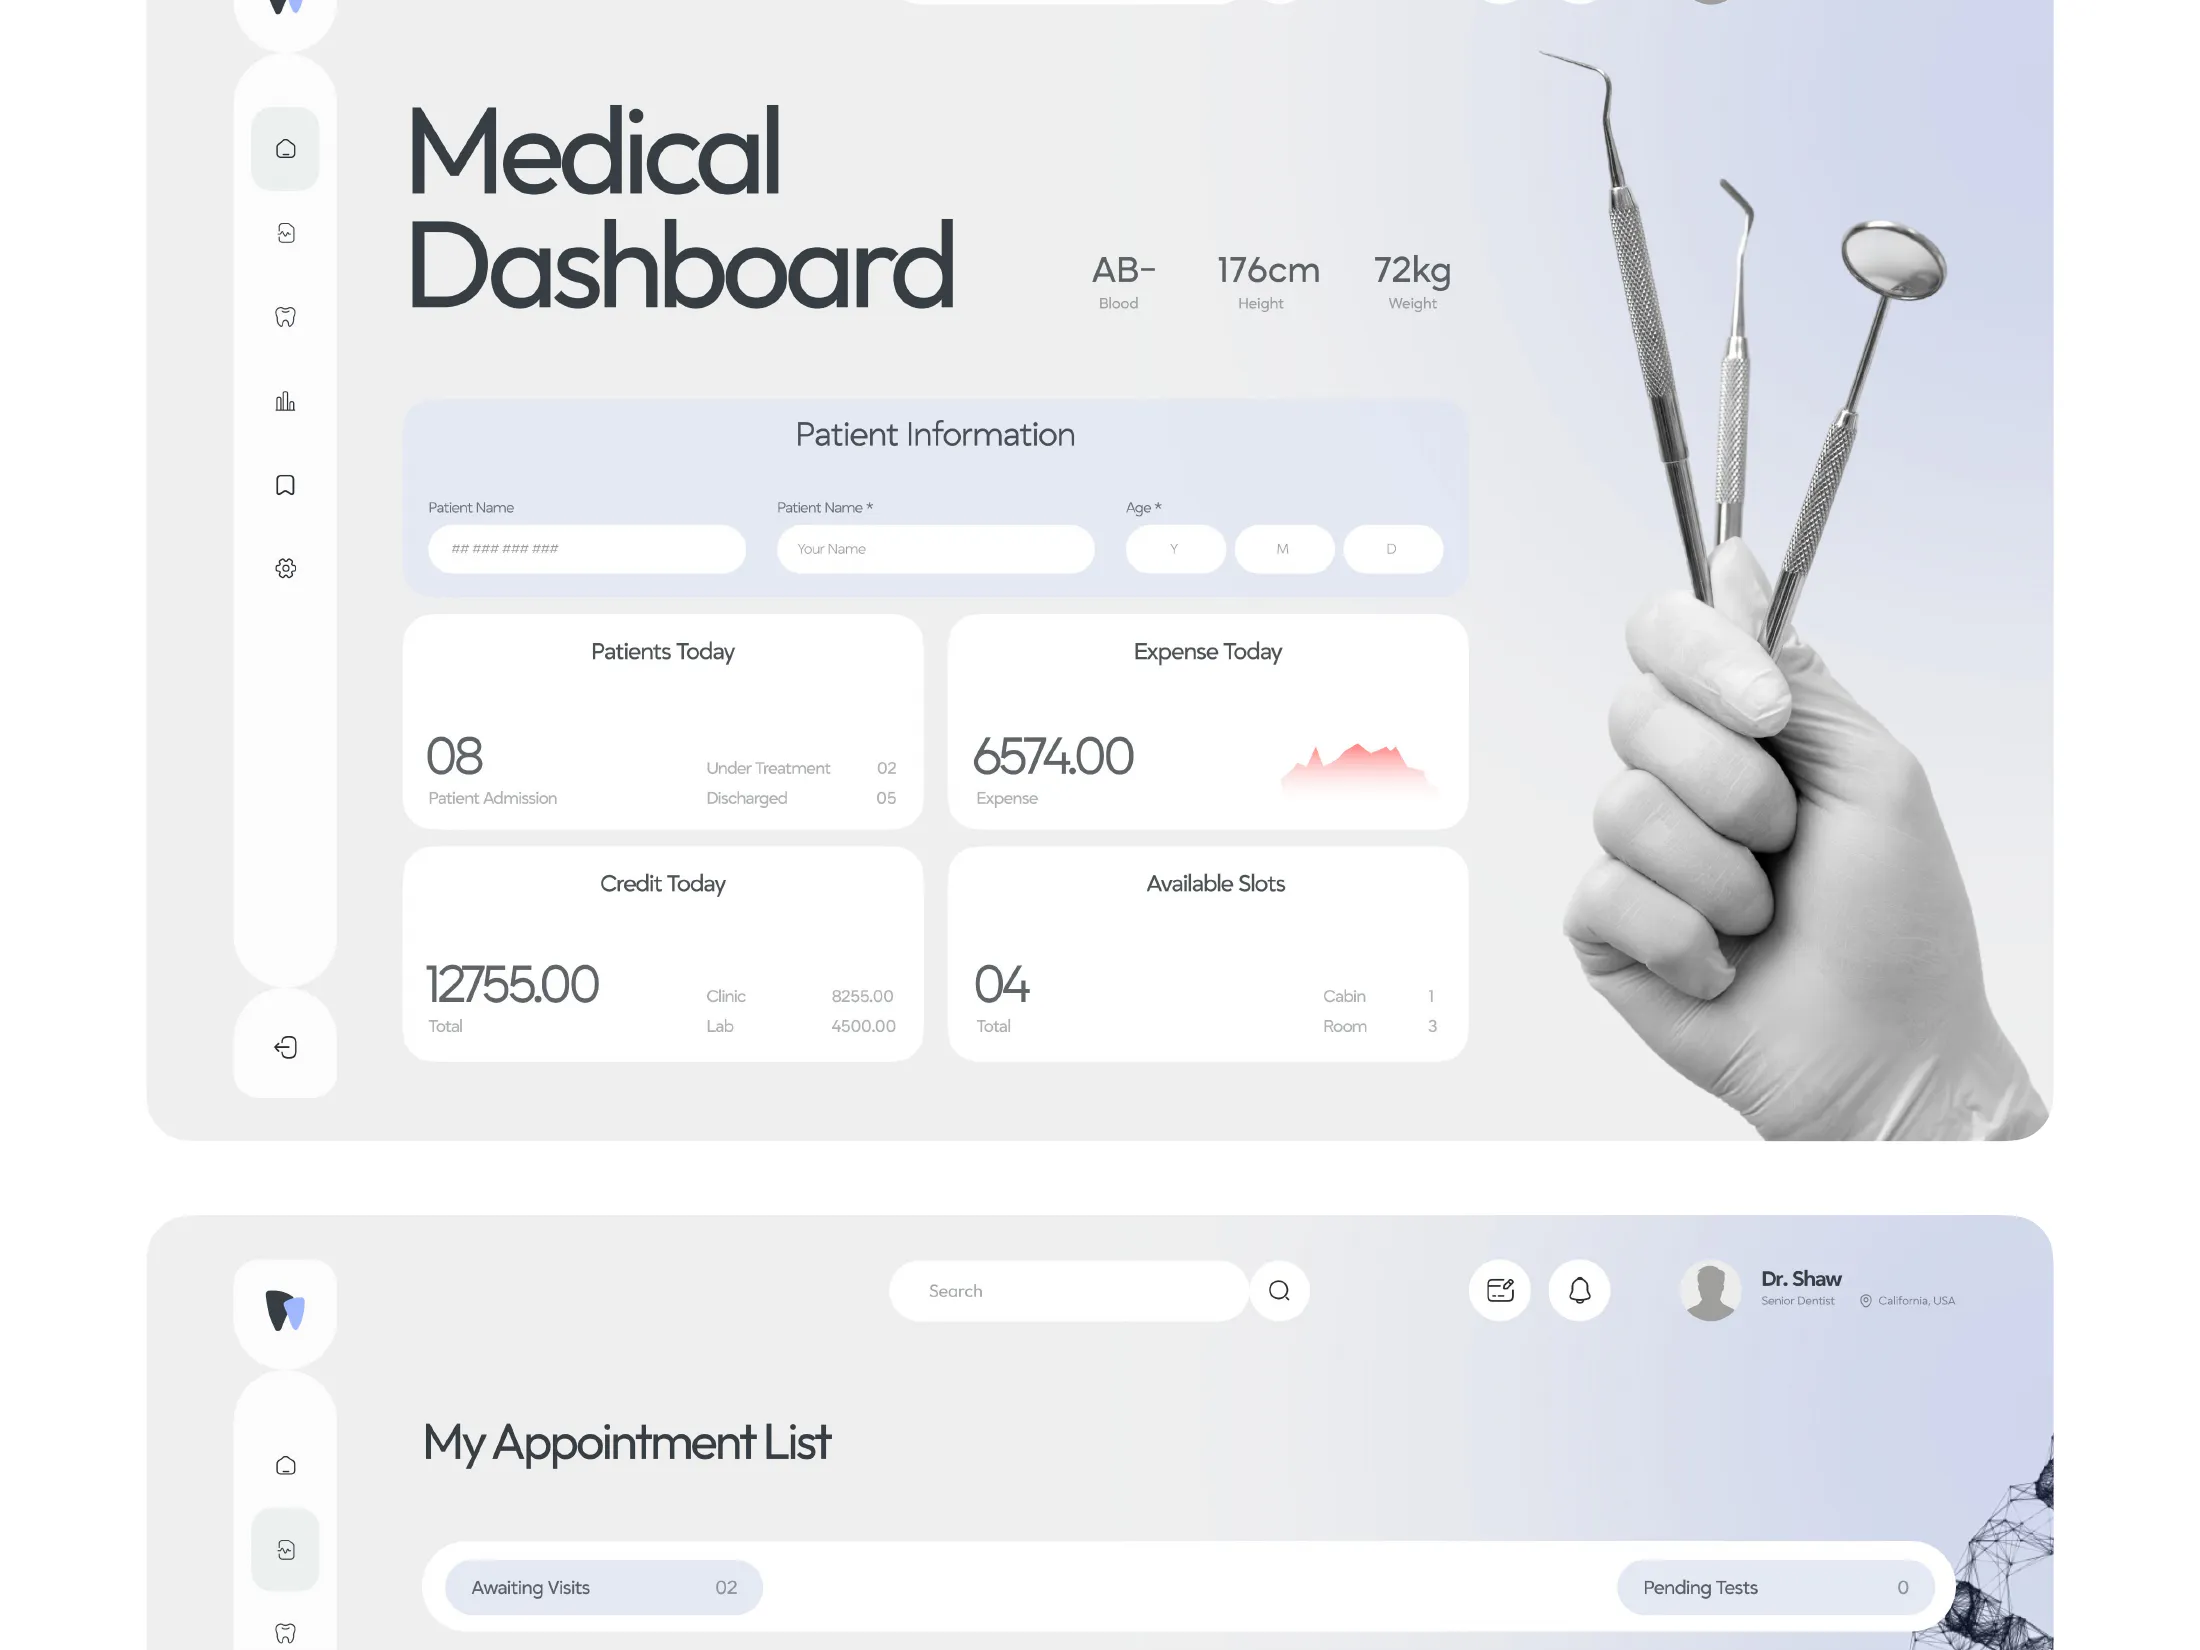 Medical
Dashboard
AB-
Blood
176cm
Height
72kg
Weight
Patient Information
Patient Name
Patient Name *
Age *
## ### ### ###
Your Name
Y
M
D
Patients Today
08
Patient Admission
Under Treatment 02
Discharged 05
Expense Today
6574.00
Expense
Credit Today
12755.00
Total
Clinic 8255.00
Lab 4500.00
Available Slots
04
Total
Cabin 1
Room 3
Search
Dr. Shaw
Senior Dentist
California, USA
My Appointment List
Awaiting Visits 02
Pending Tests 0